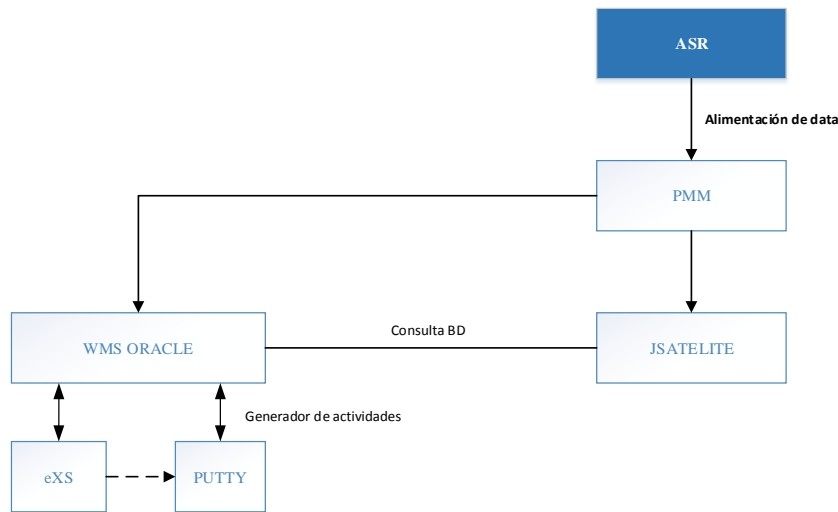 ASR
Alimentación de data
PMM
WMS ORACLE
Consulta BD
JSATELITE
Generador de actividades
eXS
PUTTY